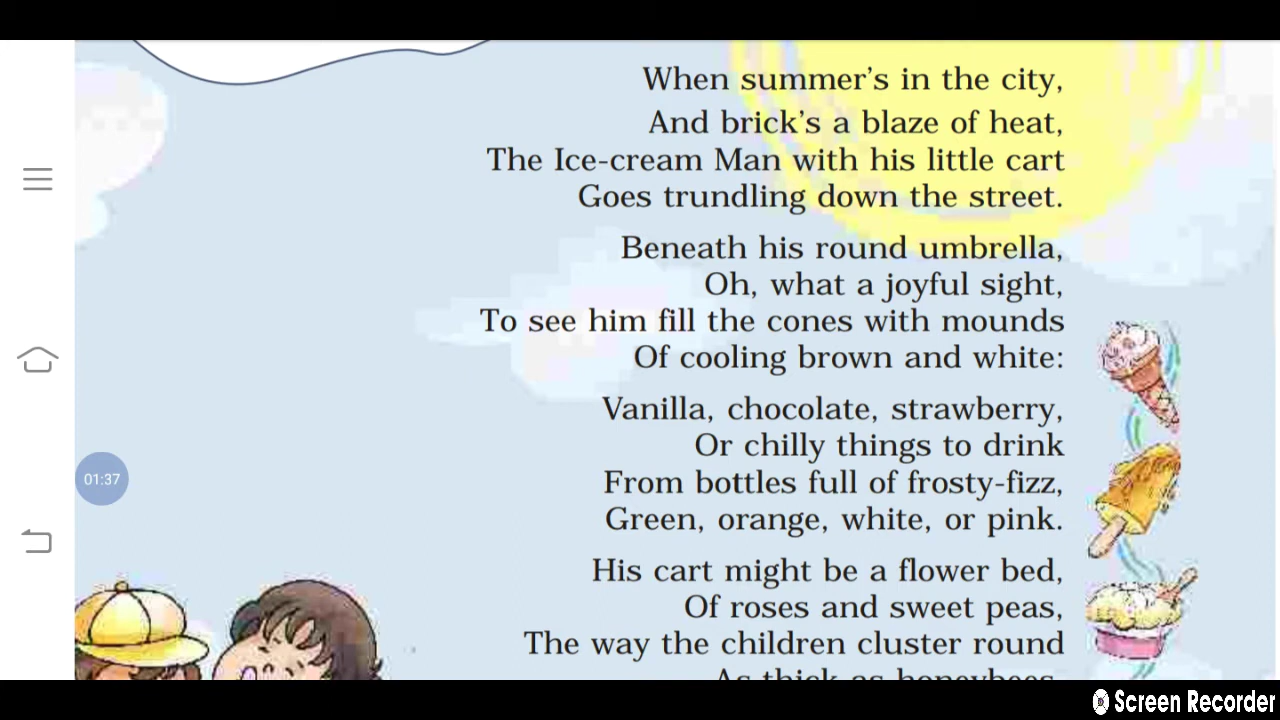 When summer's in the city,
And brick's a blaze of heat,
The Ice-cream Man with his little cart
Goes trundling down the street.
Beneath his round umbrella,
Oh, what a joyful sight,
To see him fill the cones with mounds
Of cooling brown and white:
Vanilla, chocolate, strawberry,
Or chilly things to drink
From bottles full of frosty-fizz,
Green, orange, white, or pink.
His cart might be a flower bed,
Of roses and sweet peas,
The way the children cluster round
As thick as honeybees.
01:37
Screen Recorder